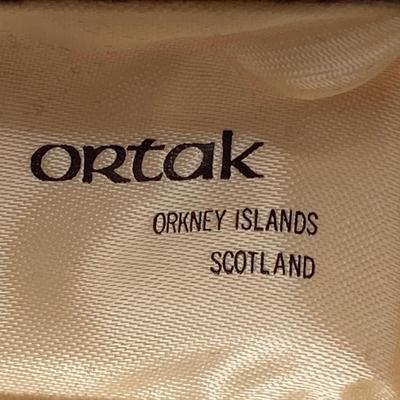 ORtak
ORKNEY ISLANDS
SCOTLAND